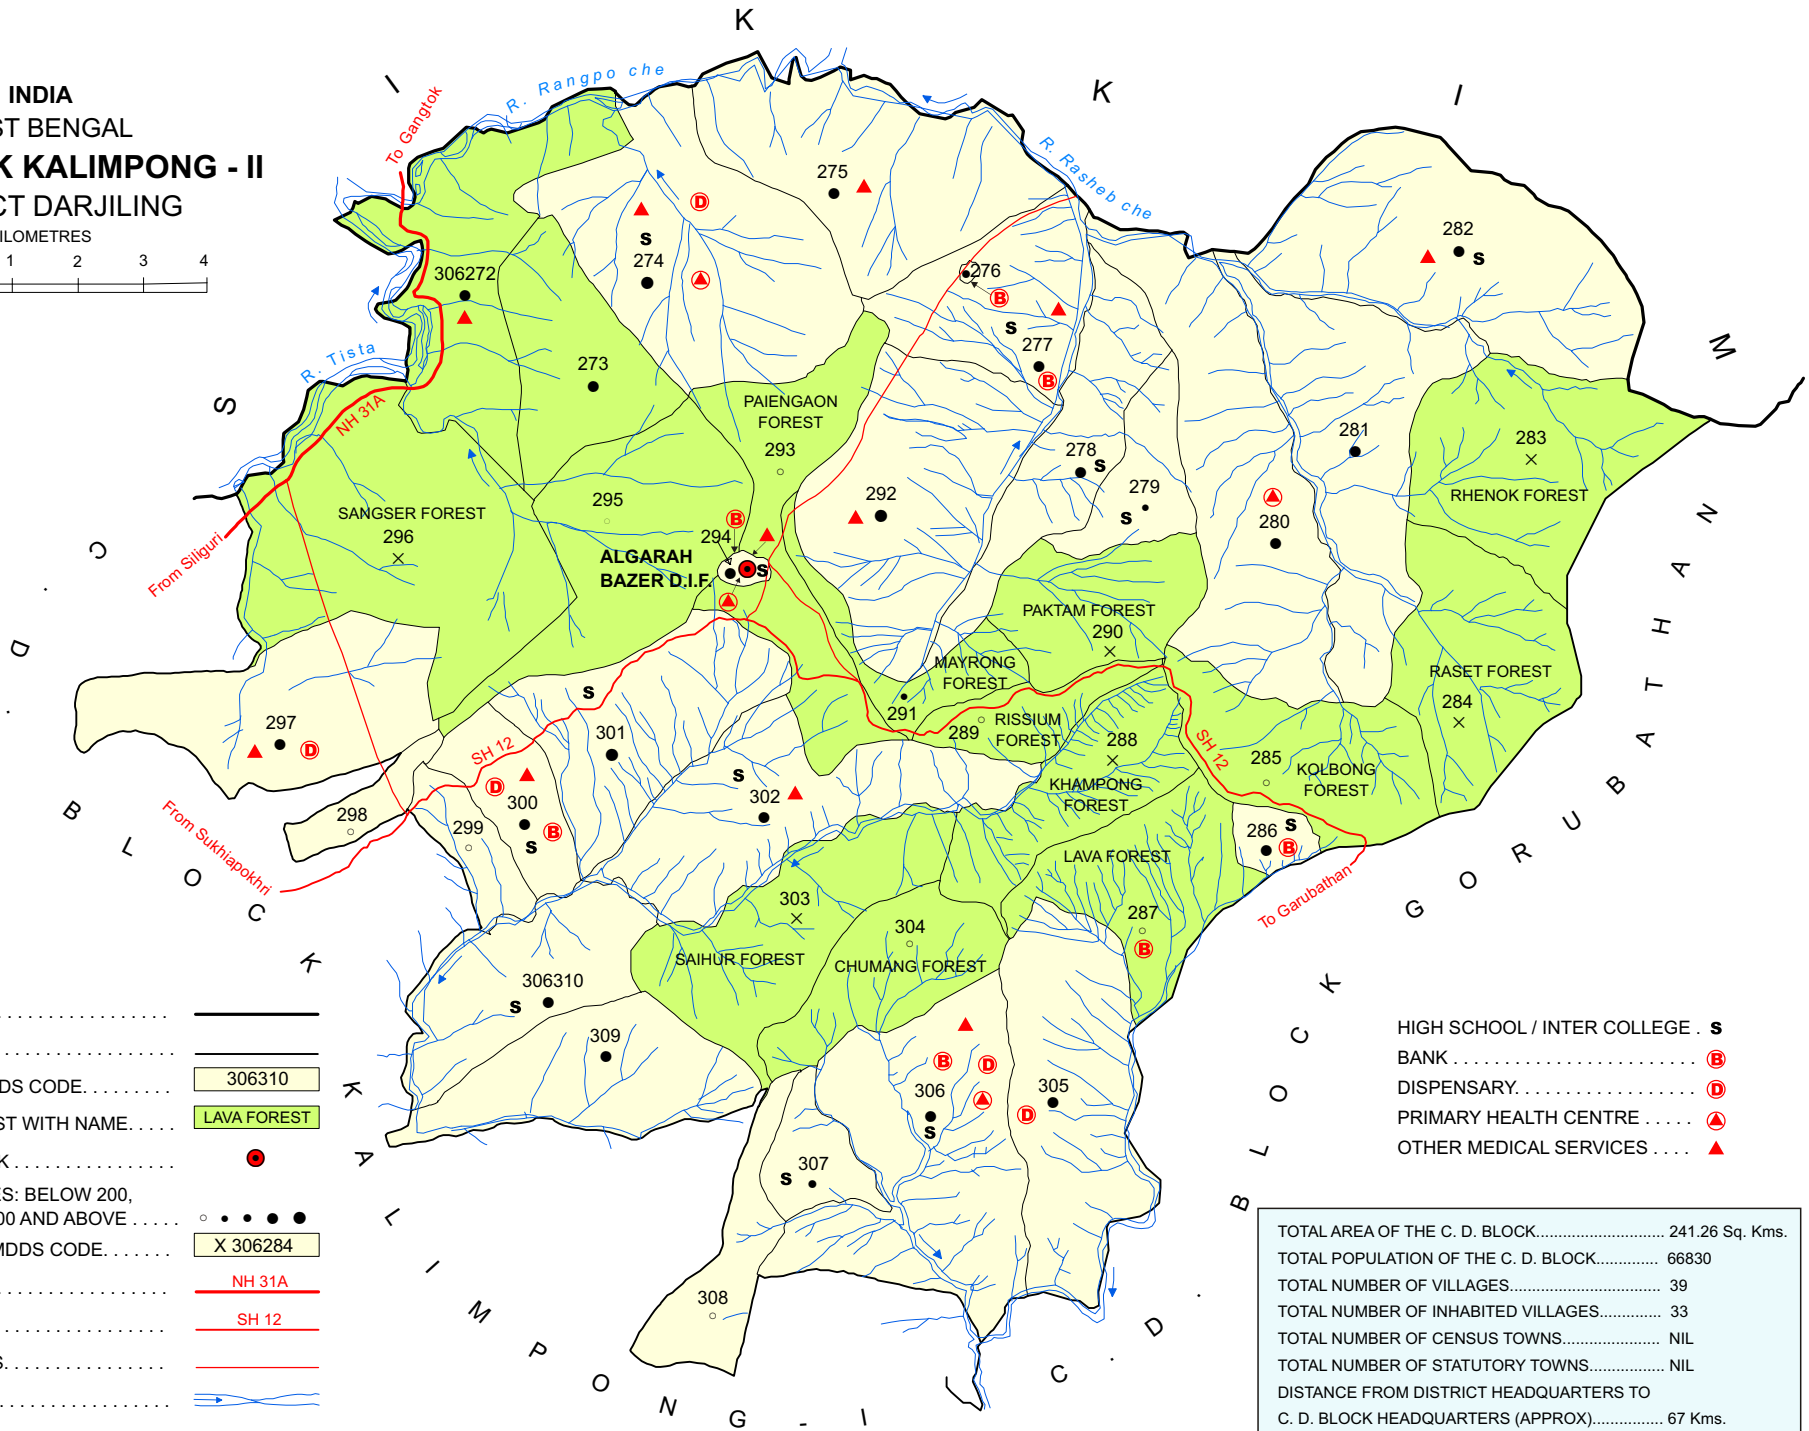 INDIA
ST BENGAL
K KALIMPONG - II
CT DARJILING
ILOMETRES
1 2 3 4
S I K K I M
R. Rangpo che
R. Rasheb che
R. Tista
To Gangtok
NH 31A
From Siliguri
From Sukhiapokhri
To Garubathan
SH 12
SH 12
306272
273
274
S
D
275
276
B
277
S
B
278
S
279
S
280
281
282
S
283
RHENOK FOREST
RASET FOREST
284
285
KOLBONG
FOREST
286
S
B
LAVA FOREST
287
B
288
KHAMPONG
FOREST
289
RISSIUM
FOREST
PAKTAM FOREST
290
MAYRONG
FOREST
291
292
PAIENGAON
FOREST
293
B
294
ALGARAH
BAZER D.I.F.
S
295
SANGSER FOREST
296
297
D
298
299
D
300
B
S
S
301
S
302
303
SAIHUR FOREST
304
CHUMANG FOREST
305
D
B
D
306
S
S
307
308
309
306310
S
C . D . B L O C K K A L I M P O N G - I
C . D . B L O C K G O R U B A T H A N
DS CODE.........
306310
ST WITH NAME.....
LAVA FOREST
K................
ES: BELOW 200,
00 AND ABOVE .....
MDDS CODE.......
X 306284
NH 31A
SH 12
S................
HIGH SCHOOL / INTER COLLEGE . S
BANK ........................ B
DISPENSARY.................. D
PRIMARY HEALTH CENTRE .....
OTHER MEDICAL SERVICES ....
TOTAL AREA OF THE C. D. BLOCK............................ 241.26 Sq. Kms.
TOTAL POPULATION OF THE C. D. BLOCK............. 66830
TOTAL NUMBER OF VILLAGES................................. 39
TOTAL NUMBER OF INHABITED VILLAGES............. 33
TOTAL NUMBER OF CENSUS TOWNS..................... NIL
TOTAL NUMBER OF STATUTORY TOWNS................ NIL
DISTANCE FROM DISTRICT HEADQUARTERS TO
C. D. BLOCK HEADQUARTERS (APPROX)................ 67 Kms.